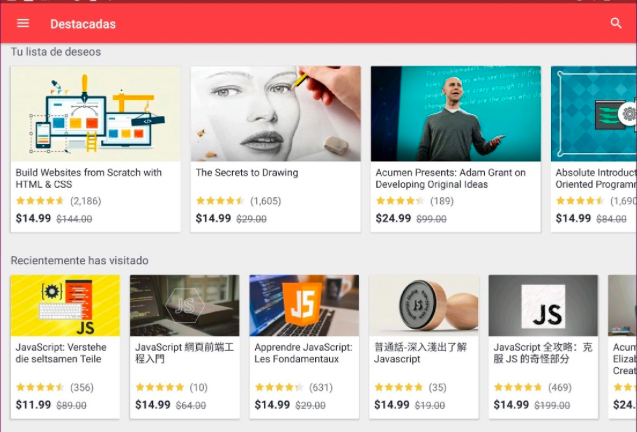 Destacadas
Tu lista de deseos
Build Websites from Scratch with
HTML & CSS
(2,186)
$14.99 $144.00
The Secrets to Drawing
(1,605)
$14.99 $29.00
Acumen Presents: Adam Grant on
Developing Original Ideas
(189)
$24.99 $99.00
Absolute Introduct
Oriented Programm
(1,690
$14.99 $84.00
Recientemente has visitado
JS
JavaScript: Verstehe
die seltsamen Teile
(356)
$11.99 $89.00
JS
JavaScript 網頁前端工
程入門
(10)
$14.99 $64.00
JS
Apprendre JavaScript:
Les Fondamentaux
(631)
$14.99 $29.00
普通話-深入淺出了解
Javascript
(35)
$14.99 $19.00
JS
JavaScript 全攻略：克
服 JS 的奇怪部分
(469)
$14.99 $199.00
Acum
Elizab
Creat
$24.